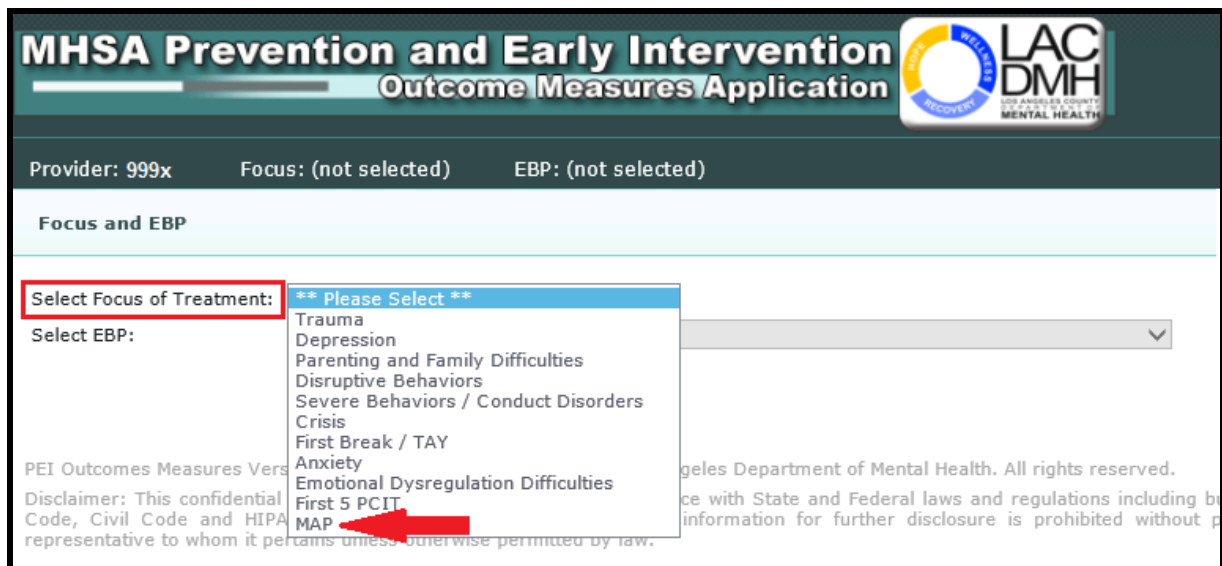 MHSA Prevention and Early Intervention
Outcome Measures Application
HOPE
WELLNESS
RECOVERY
LAC
DMH
LOS ANGELES COUNTY
DEPARTMENT OF
MENTAL HEALTH
Provider: 999x Focus: (not selected) EBP: (not selected)
Focus and EBP
Select Focus of Treatment: ** Please Select **
Trauma
Select EBP:
Depression
Parenting and Family Difficulties
Disruptive Behaviors
Severe Behaviors / Conduct Disorders
Crisis
First Break / TAY
Anxiety
Emotional Dysregulation Difficulties
First 5 PCIT
MAP
PEI Outcomes Measures Vers geles Department of Mental Health. All rights reserved.
Disclaimer: This confidential ce with State and Federal laws and regulations including
Code, Civil Code and HIPA information for further disclosure is prohibited without
representative to whom it pertains unless otherwise permitted by law.